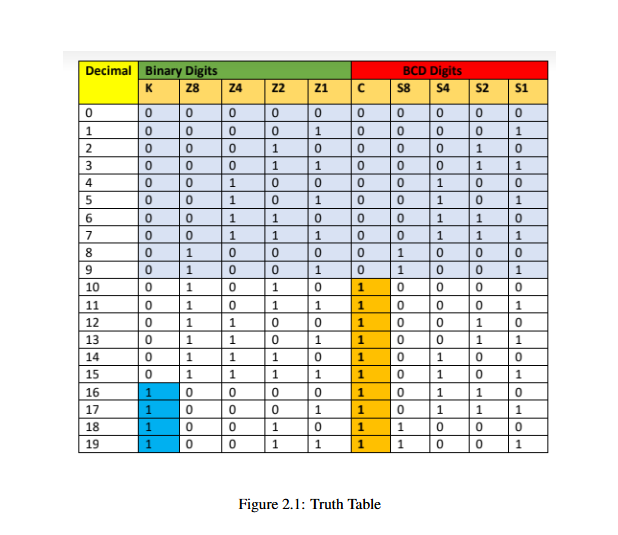 Decimal Binary Digits BCD Digits
K Z8 Z4 Z2 Z1 C S8 S4 S2 S1
0 0 0 0 0 0 0 0 0 0 0
1 0 0 0 0 1 0 0 0 0 1
2 0 0 0 1 0 0 0 0 1 0
3 0 0 0 1 1 0 0 0 1 1
4 0 0 1 0 0 0 0 1 0 0
5 0 0 1 0 1 0 0 1 0 1
6 0 0 1 1 0 0 0 1 1 0
7 0 0 1 1 1 0 0 1 1 1
8 0 1 0 0 0 0 1 0 0 0
9 0 1 0 0 1 0 1 0 0 1
10 0 1 0 1 0 1 0 0 0 0
11 0 1 0 1 1 1 0 0 0 1
12 0 1 1 0 0 1 0 0 1 0
13 0 1 1 0 1 1 0 0 1 1
14 0 1 1 1 0 1 0 1 0 0
15 0 1 1 1 1 1 0 1 0 1
16 1 0 0 0 0 1 0 1 1 0
17 1 0 0 0 1 1 0 1 1 1
18 1 0 0 1 0 1 1 0 0 0
19 1 0 0 1 1 1 1 0 0 1
Figure 2.1: Truth Table